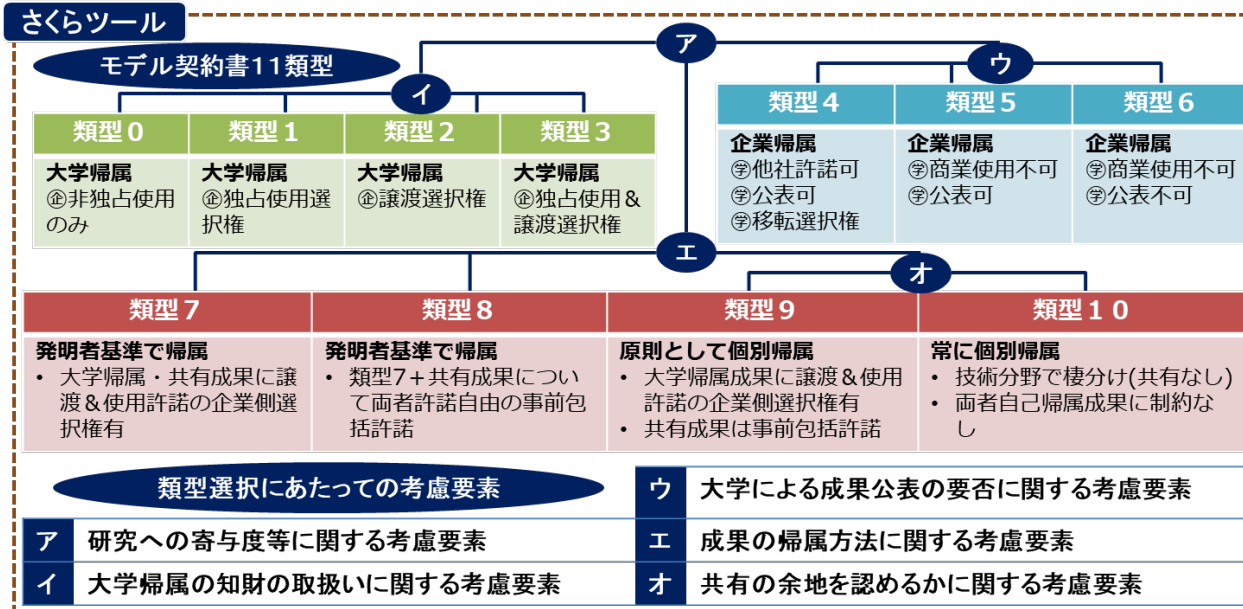 さくらツール
モデル契約書11類型
ア
イ
ウ
類型0
類型1
類型2
類型3
大学帰属
㊭非独占使用
のみ
大学帰属
㊭独占使用選
択権
大学帰属
㊭譲渡選択権
大学帰属
㊭独占使用&
譲渡選択権
類型4
類型5
類型6
企業帰属
㊫他社許諾可
㊫公表可
㊫移転選択権
企業帰属
㊫商業使用不可
㊫公表可
企業帰属
㊫商業使用不可
㊫公表不可
エ
オ
類型7
類型8
類型9
類型10
発明者基準で帰属
• 大学帰属・共有成果に譲
渡&使用許諾の企業側選
択権有
発明者基準で帰属
• 類型7+共有成果につい
て両者許諾自由の事前包
括許諾
原則として個別帰属
• 大学帰属成果に譲渡&使用
許諾の企業側選択権有
• 共有成果は事前包括許諾
常に個別帰属
• 技術分野で棲分け(共有なし)
• 両者自己帰属成果に制約な
し
類型選択にあたっての考慮要素
ア 研究への寄与度等に関する考慮要素
イ 大学帰属の知財の取扱いに関する考慮要素
ウ 大学による成果公表の要否に関する考慮要素
エ 成果の帰属方法に関する考慮要素
オ 共有の余地を認めるかに関する考慮要素